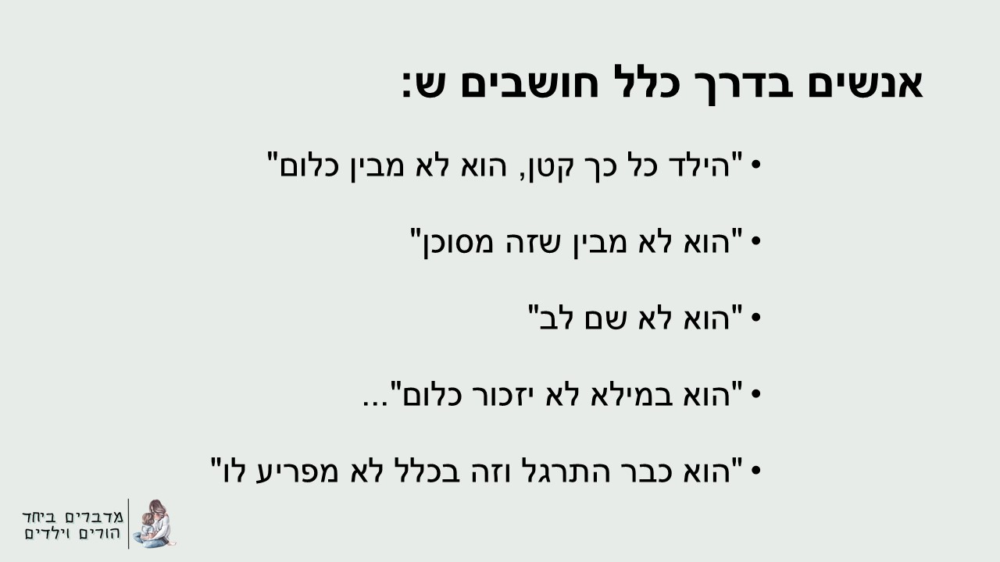 אנשים בדרך כלל חושבים ש:
• "הילד כל כך קטן, הוא לא מבין כלום"
• "הוא לא מבין שזה מסוכן"
• "הוא לא שם לב"
• "הוא במילא לא יזכור כלום"...
• "הוא כבר התרגל וזה בכלל לא מפריע לו"
מדברים ביחד
הורים וילדים